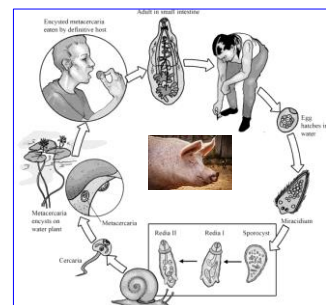 Encysted metacercaria
eaten by definitive host
Adult in small intestine
Egg
hatches in
water
Miracidium
Sporocyst
Redia I
Redia II
Cercaria
Metacercaria
Metacercaria
encysts on
water plant